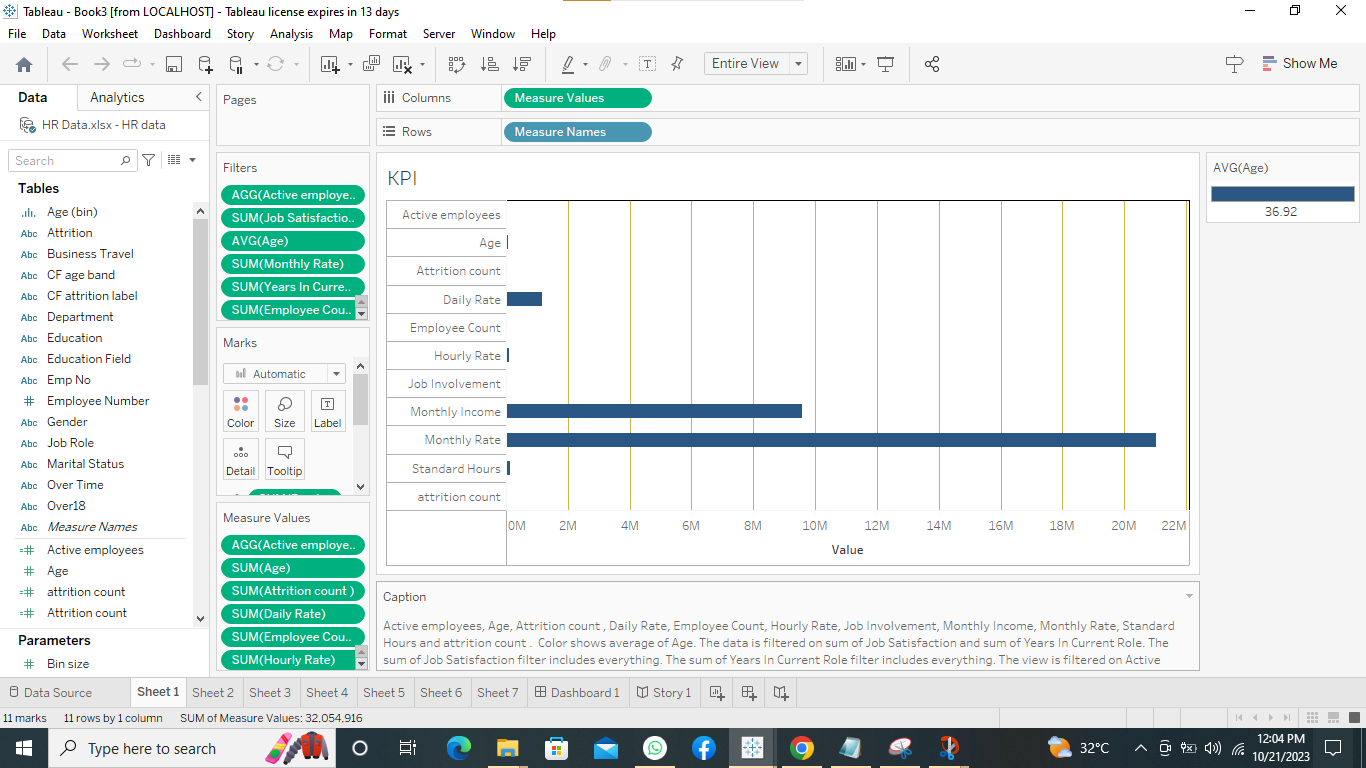 Tableau - Book3 [from LOCALHOST] - Tableau license expires in 13 days
File Data Worksheet Dashboard Story Analysis Map Format Server Window Help
Entire View
Show Me
Data Analytics
HR Data.xlsx - HR data
Search
Tables
Age (bin)
Abc Attrition
Abc Business Travel
Abc CF age band
Abc CF attrition label
Abc Department
Abc Education
Abc Education Field
Abc Emp No
Employee Number
Abc Gender
Abc Job Role
Abc Marital Status
Abc Over Time
Abc Over18
Abc Measure Names
Active employees
Age
attrition count
Attrition count
Parameters
Bin size
Pages
Filters
AGG(Active employe..
SUM(Job Satisfactio..
AVG(Age)
SUM(Monthly Rate)
SUM(Years In Curre..
SUM(Employee Cou..
Marks
Automatic
Color Size Label
Detail Tooltip
Measure Values
AGG(Active employe..
SUM(Age)
SUM(Attrition count )
SUM(Daily Rate)
SUM(Employee Cou..
SUM(Hourly Rate)
Columns Measure Values
Rows Measure Names
KPI
Active employees
Age
Attrition count
Daily Rate
Employee Count
Hourly Rate
Job Involvement
Monthly Income
Monthly Rate
Standard Hours
attrition count
0M 2M 4M 6M 8M 10M 12M 14M 16M 18M 20M 22M
Value
Caption
Active employees, Age, Attrition count , Daily Rate, Employee Count, Hourly Rate, Job Involvement, Monthly Income, Monthly Rate, Standard
Hours and attrition count . Color shows average of Age. The data is filtered on sum of Job Satisfaction and sum of Years In Current Role. The
sum of Job Satisfaction filter includes everything. The sum of Years In Current Role filter includes everything. The view is filtered on Active
AVG(Age)
36.92
Data Source Sheet 1 Sheet 2 Sheet 3 Sheet 4 Sheet 5 Sheet 6 Sheet 7 Dashboard 1 Story 1
11 marks 11 rows by 1 column SUM of Measure Values: 32,054,916
Type here to search
32°C
12:04 PM
10/21/2023